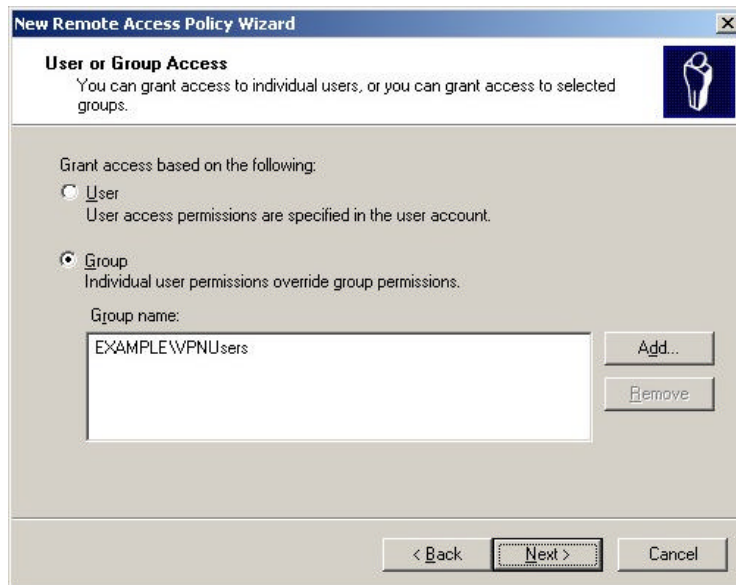 New Remote Access Policy Wizard
User or Group Access
You can grant access to individual users, or you can grant access to selected
groups.
Grant access based on the following:
User
User access permissions are specified in the user account.
Group
Individual user permissions override group permissions.
Group name:
EXAMPLE\VPNUsers
Add...
Remove
< Back
Next >
Cancel